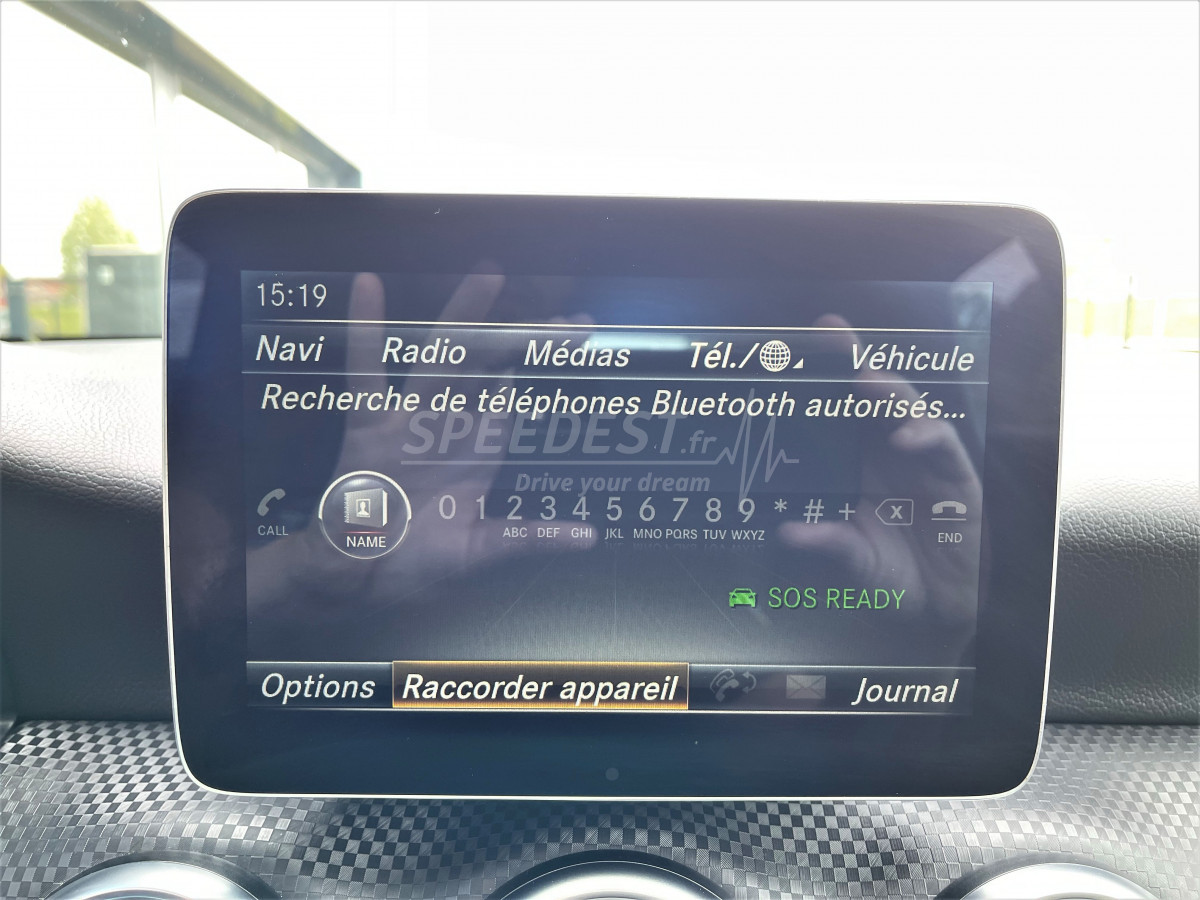 15:19
Navi Radio Médias Tél./ Véhicule
Recherche de téléphones Bluetooth autorisés...
SPEEDEST.fr
Drive your dream
0 1 2 3 4 5 6 7 8 9 * # + X
CALL NAME ABC DEF GHI JKL MNO PQRS TUV WXYZ END
SOS READY
Options Raccorder appareil Journal